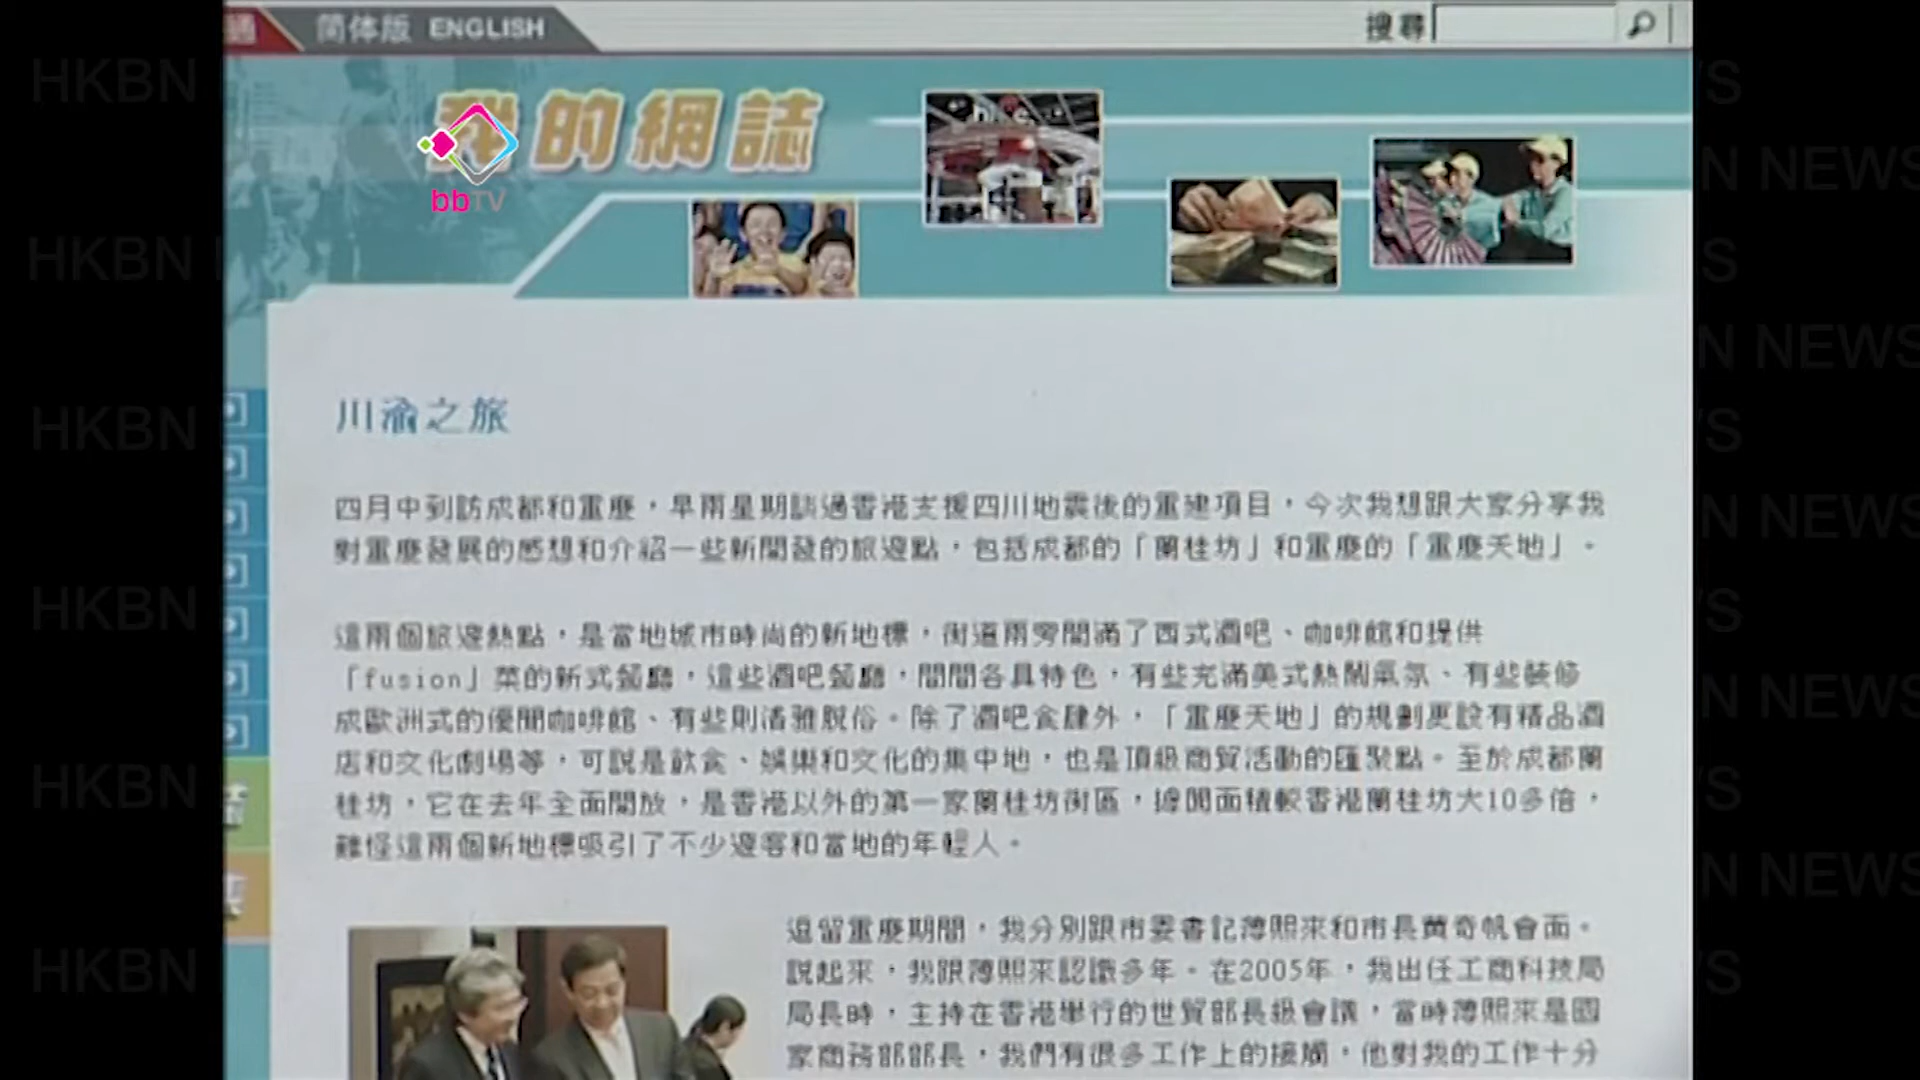 通 简体版 ENGLISH 搜尋
我的網誌
bbTV
川渝之旅
四月中到訪成都和重慶，早兩星期談過香港支援四川地震後的重建項目，今次我想跟大家分享我
對重慶發展的感想和介紹一些新開發的旅遊點，包括成都的「蘭桂坊」和重慶的「重慶天地」。
這兩個旅遊熱點，是當地城市時尚的新地標，街道兩旁開滿了西式酒吧、咖啡館和提供
「fusion」菜的新式餐廳，這些酒吧餐廳，間間各具特色，有些充滿美式熱鬧氣氛、有些裝修
成歐洲式的優閒咖啡館、有些則清雅脫俗。除了酒吧食肆外，「重慶天地」的規劃更設有精品酒
店和文化劇場等，可說是飲食、娛樂和文化的集中地，也是頂級商貿活動的匯聚點。至於成都蘭
桂坊，它在去年全面開放，是香港以外的第一家蘭桂坊街區，據聞面積較香港蘭桂坊大10多倍，
難怪這兩個新地標吸引了不少遊客和當地的年輕人。
逗留重慶期間，我分別跟市委書記薄熙來和市長黃奇帆會面。
說起來，我跟薄熙來認識多年。在2005年，我出任工商科技局
局長時，主持在香港舉行的世貿部長級會議，當時薄熙來是國
家商務部部長，我們有很多工作上的接觸，他對我的工作十分
HKBN NEWS
HKBN
HKBN
HKBN
HKBN
HKBN
HKBN